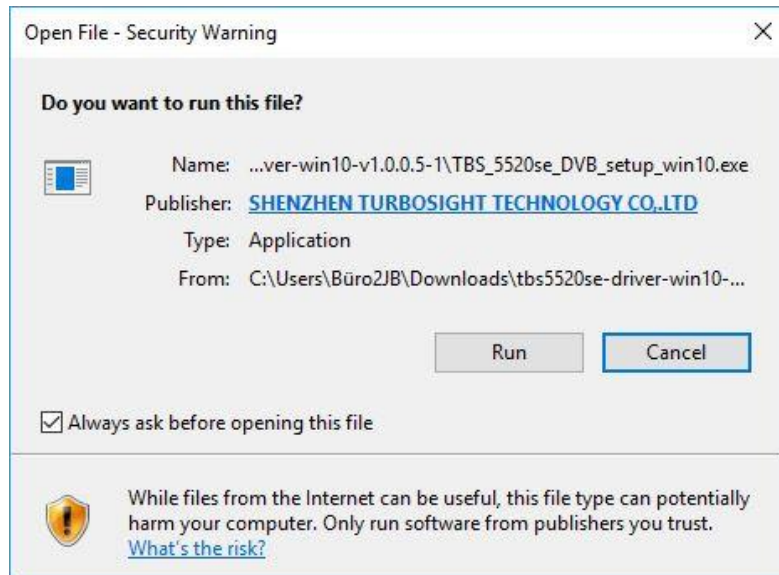 Open File - Security Warning
Do you want to run this file?
Name: ...ver-win10-v1.0.0.5-1\TBS_5520se_DVB_setup_win10.exe
Publisher: SHENZHEN TURBOSIGHT TECHNOLOGY CO,.LTD
Type: Application
From: C:\Users\Büro2JB\Downloads\tbs5520se-driver-win10-...
Run Cancel
Always ask before opening this file
While files from the Internet can be useful, this file type can potentially
harm your computer. Only run software from publishers you trust.
What's the risk?